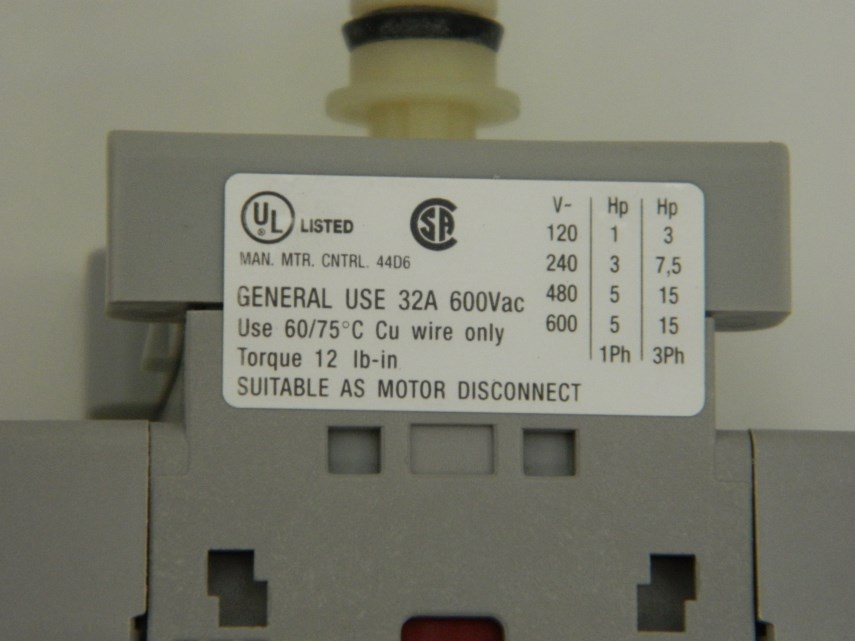 UL ® LISTED
SA
MAN. MTR. CNTRL. 44D6
GENERAL USE 32A 600Vac
Use 60/75°C Cu wire only
Torque 12 lb-in
SUITABLE AS MOTOR DISCONNECT
V~ Hp Hp
120 1 3
240 3 7,5
480 5 15
600 5 15
1Ph 3Ph